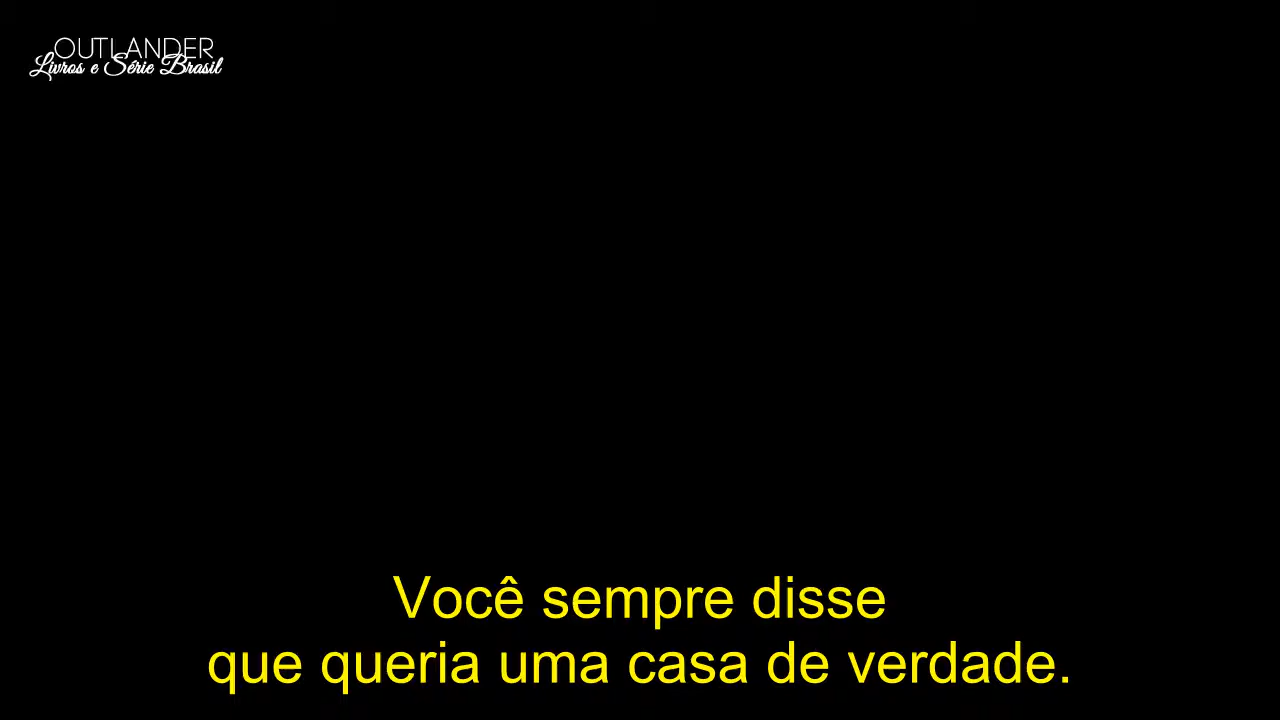 OUTLANDER
Livros e Série Brasil
Você sempre disse
que queria uma casa de verdade.